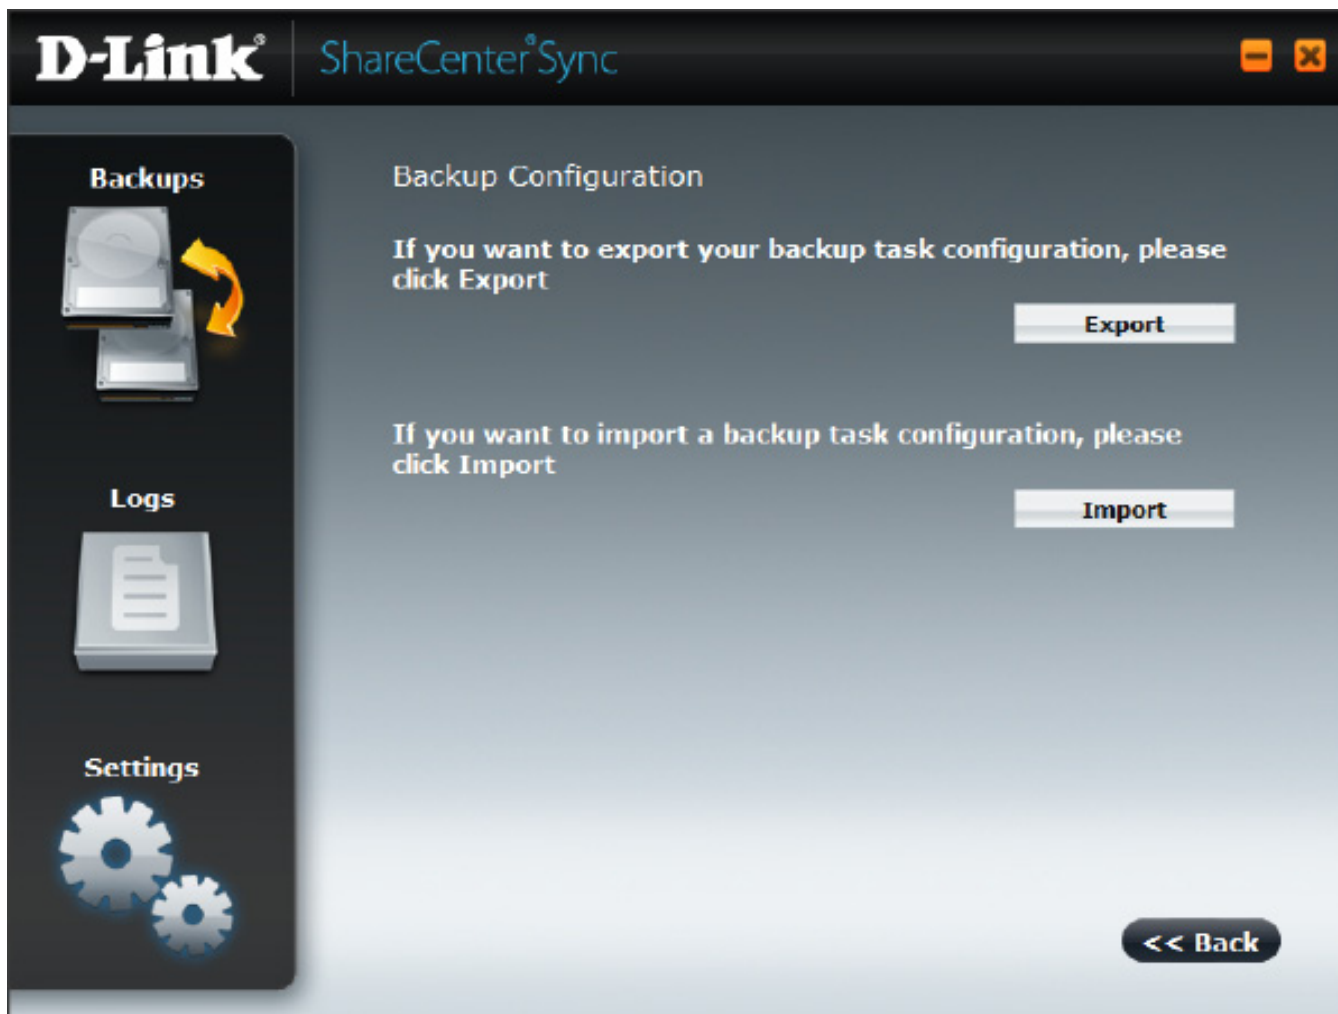 D-Link®
ShareCenter® Sync
Backups
Logs
Settings
Backup Configuration
If you want to export your backup task configuration, please
click Export
Export
If you want to import a backup task configuration, please
click Import
Import
<< Back